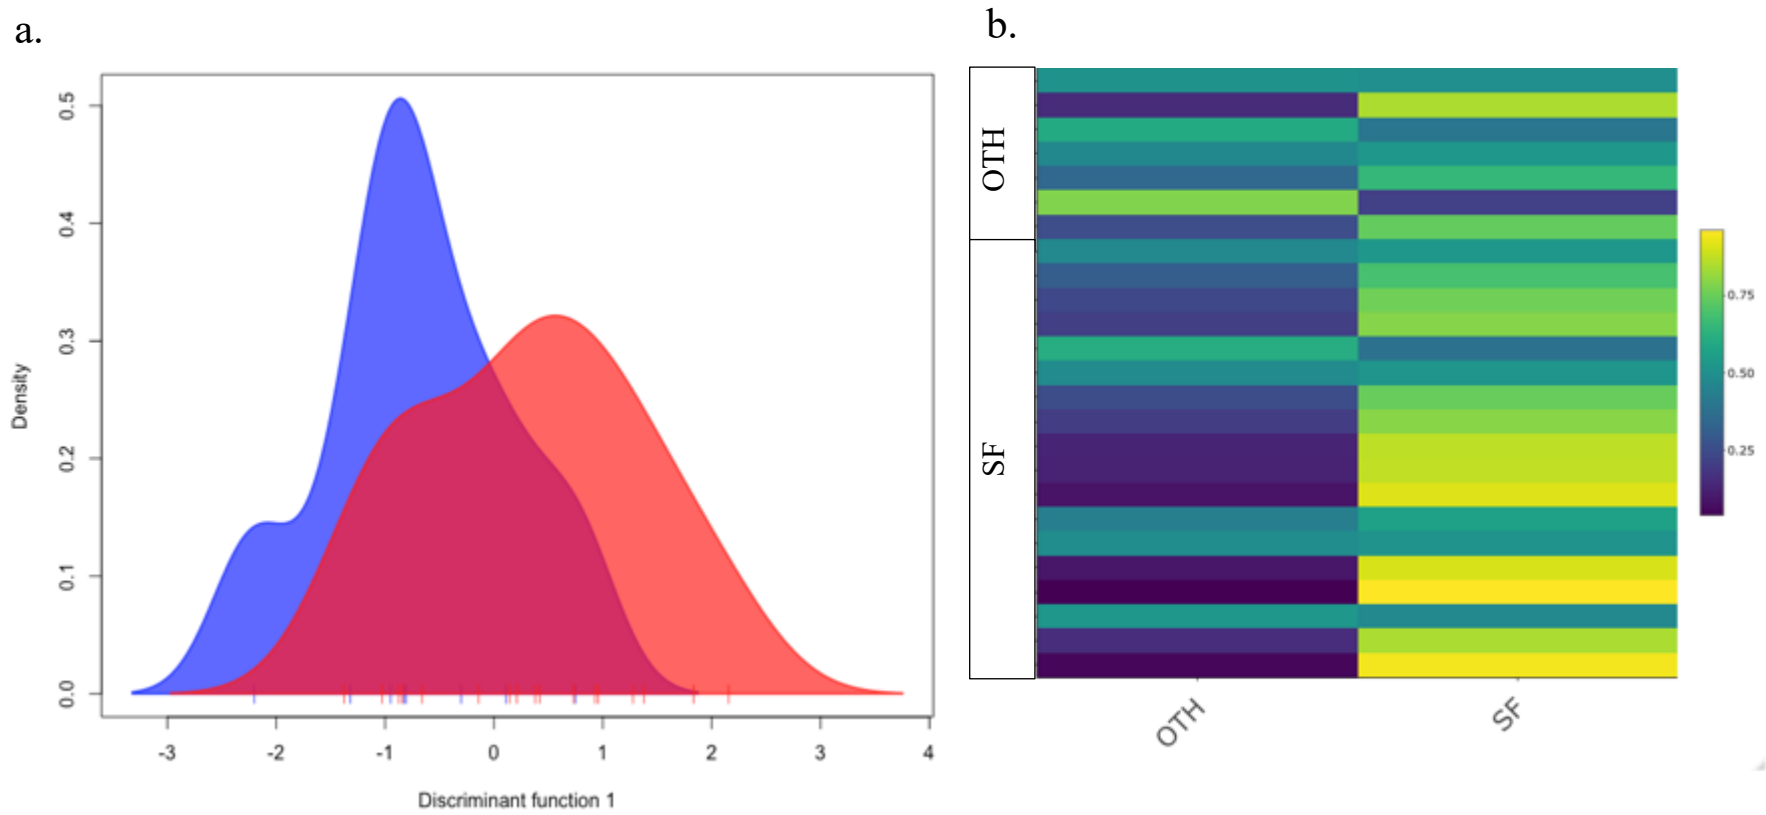 a.
Density
0.5
0.4
0.3
0.2
0.1
0.0
-3 -2 -1 0 1 2 3 4
Discriminant function 1
b.
OTH
SF
OTH SF
0.75
0.50
0.25